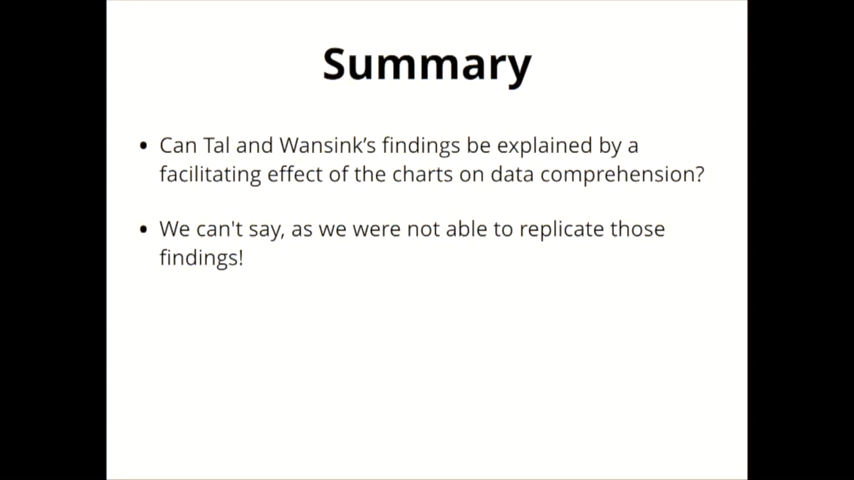 Summary
• Can Tal and Wansink’s findings be explained by a
facilitating effect of the charts on data comprehension?
• We can't say, as we were not able to replicate those
findings!